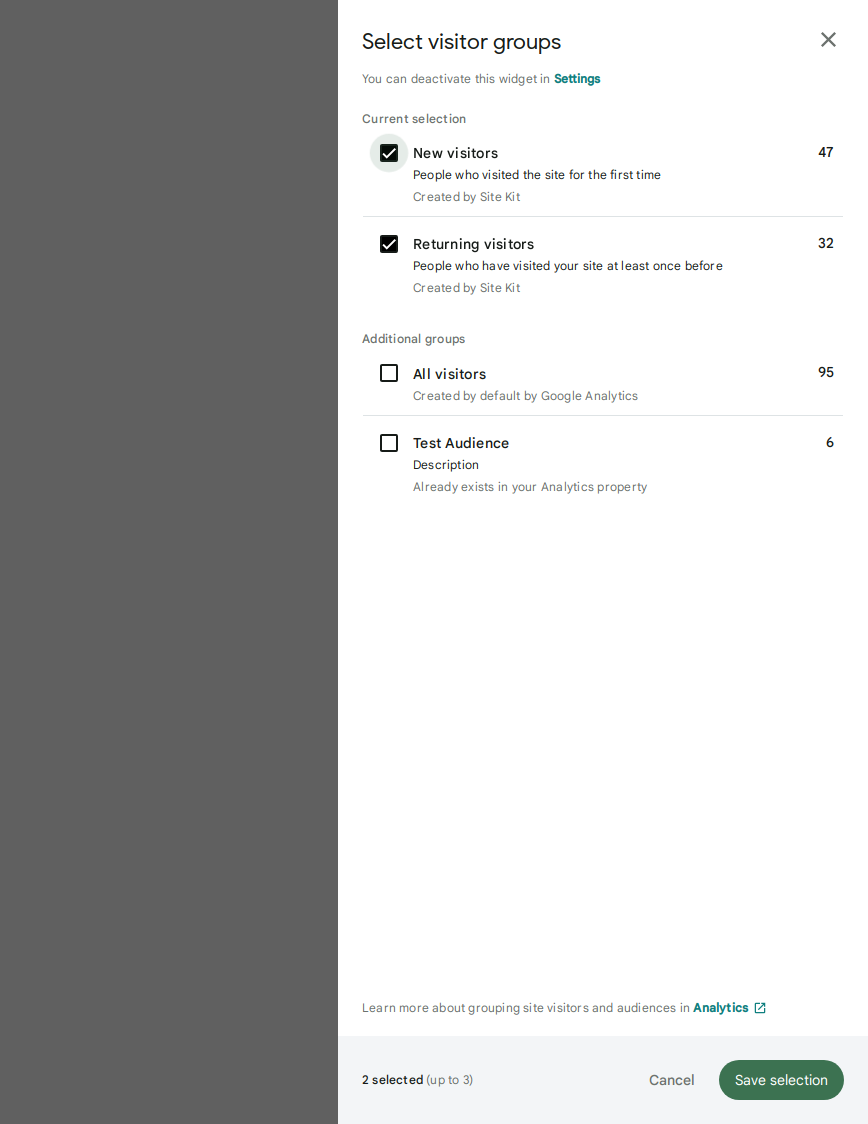 Select visitor groups
You can deactivate this widget in Settings
Current selection
New visitors 47
People who visited the site for the first time
Created by Site Kit
Returning visitors 32
People who have visited your site at least once before
Created by Site Kit
Additional groups
All visitors 95
Created by default by Google Analytics
Test Audience 6
Description
Already exists in your Analytics property
Learn more about grouping site visitors and audiences in Analytics
2 selected (up to 3) Cancel Save selection